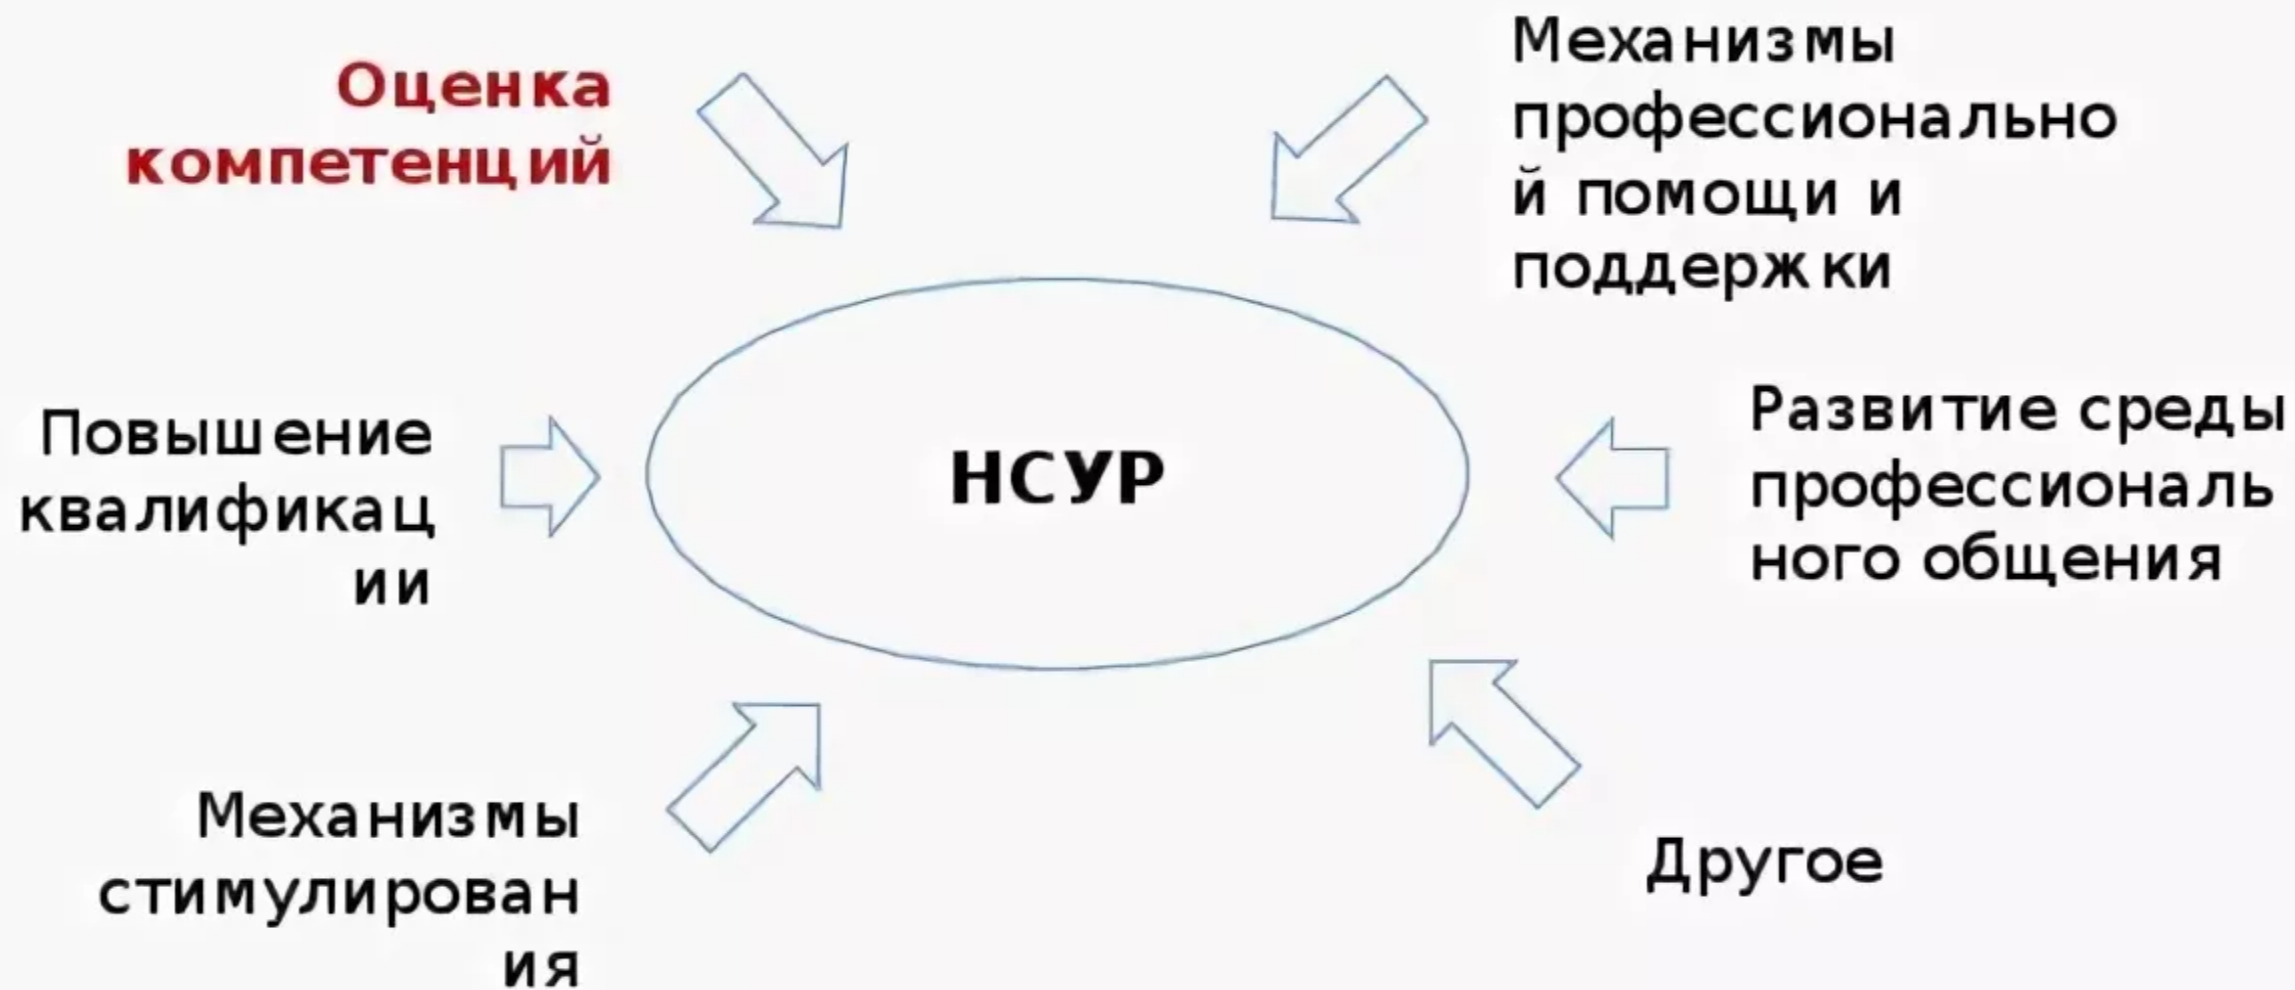 Оценка
компетенций
Механизмы
профессионально
й помощи и
поддержки
Повышение
квалификац
ии
НСУР
Развитие среды
профессиональ
ного общения
Механизмы
стимулирован
ия
Другое